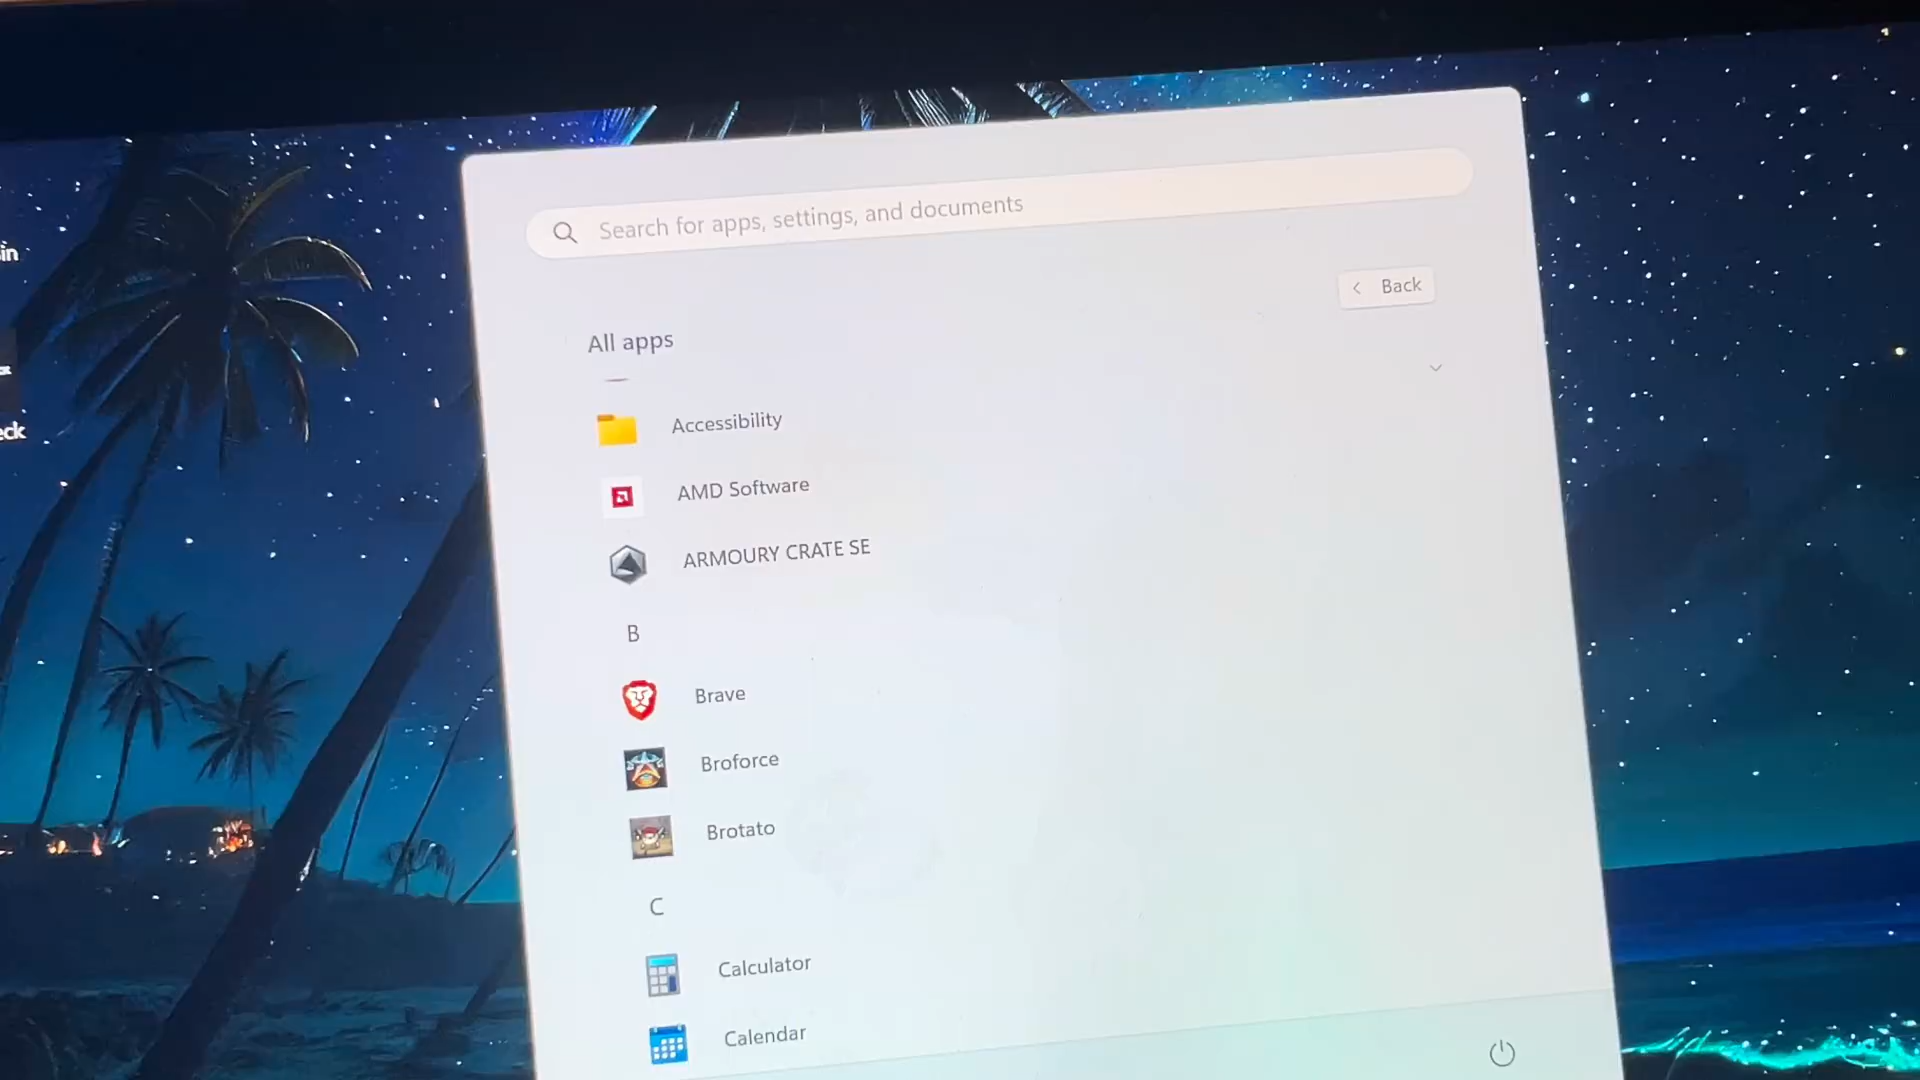 Search for apps, settings, and documents
Back
All apps
Accessibility
AMD Software
ARMOURY CRATE SE
B
Brave
Broforce
Brotato
C
Calculator
Calendar